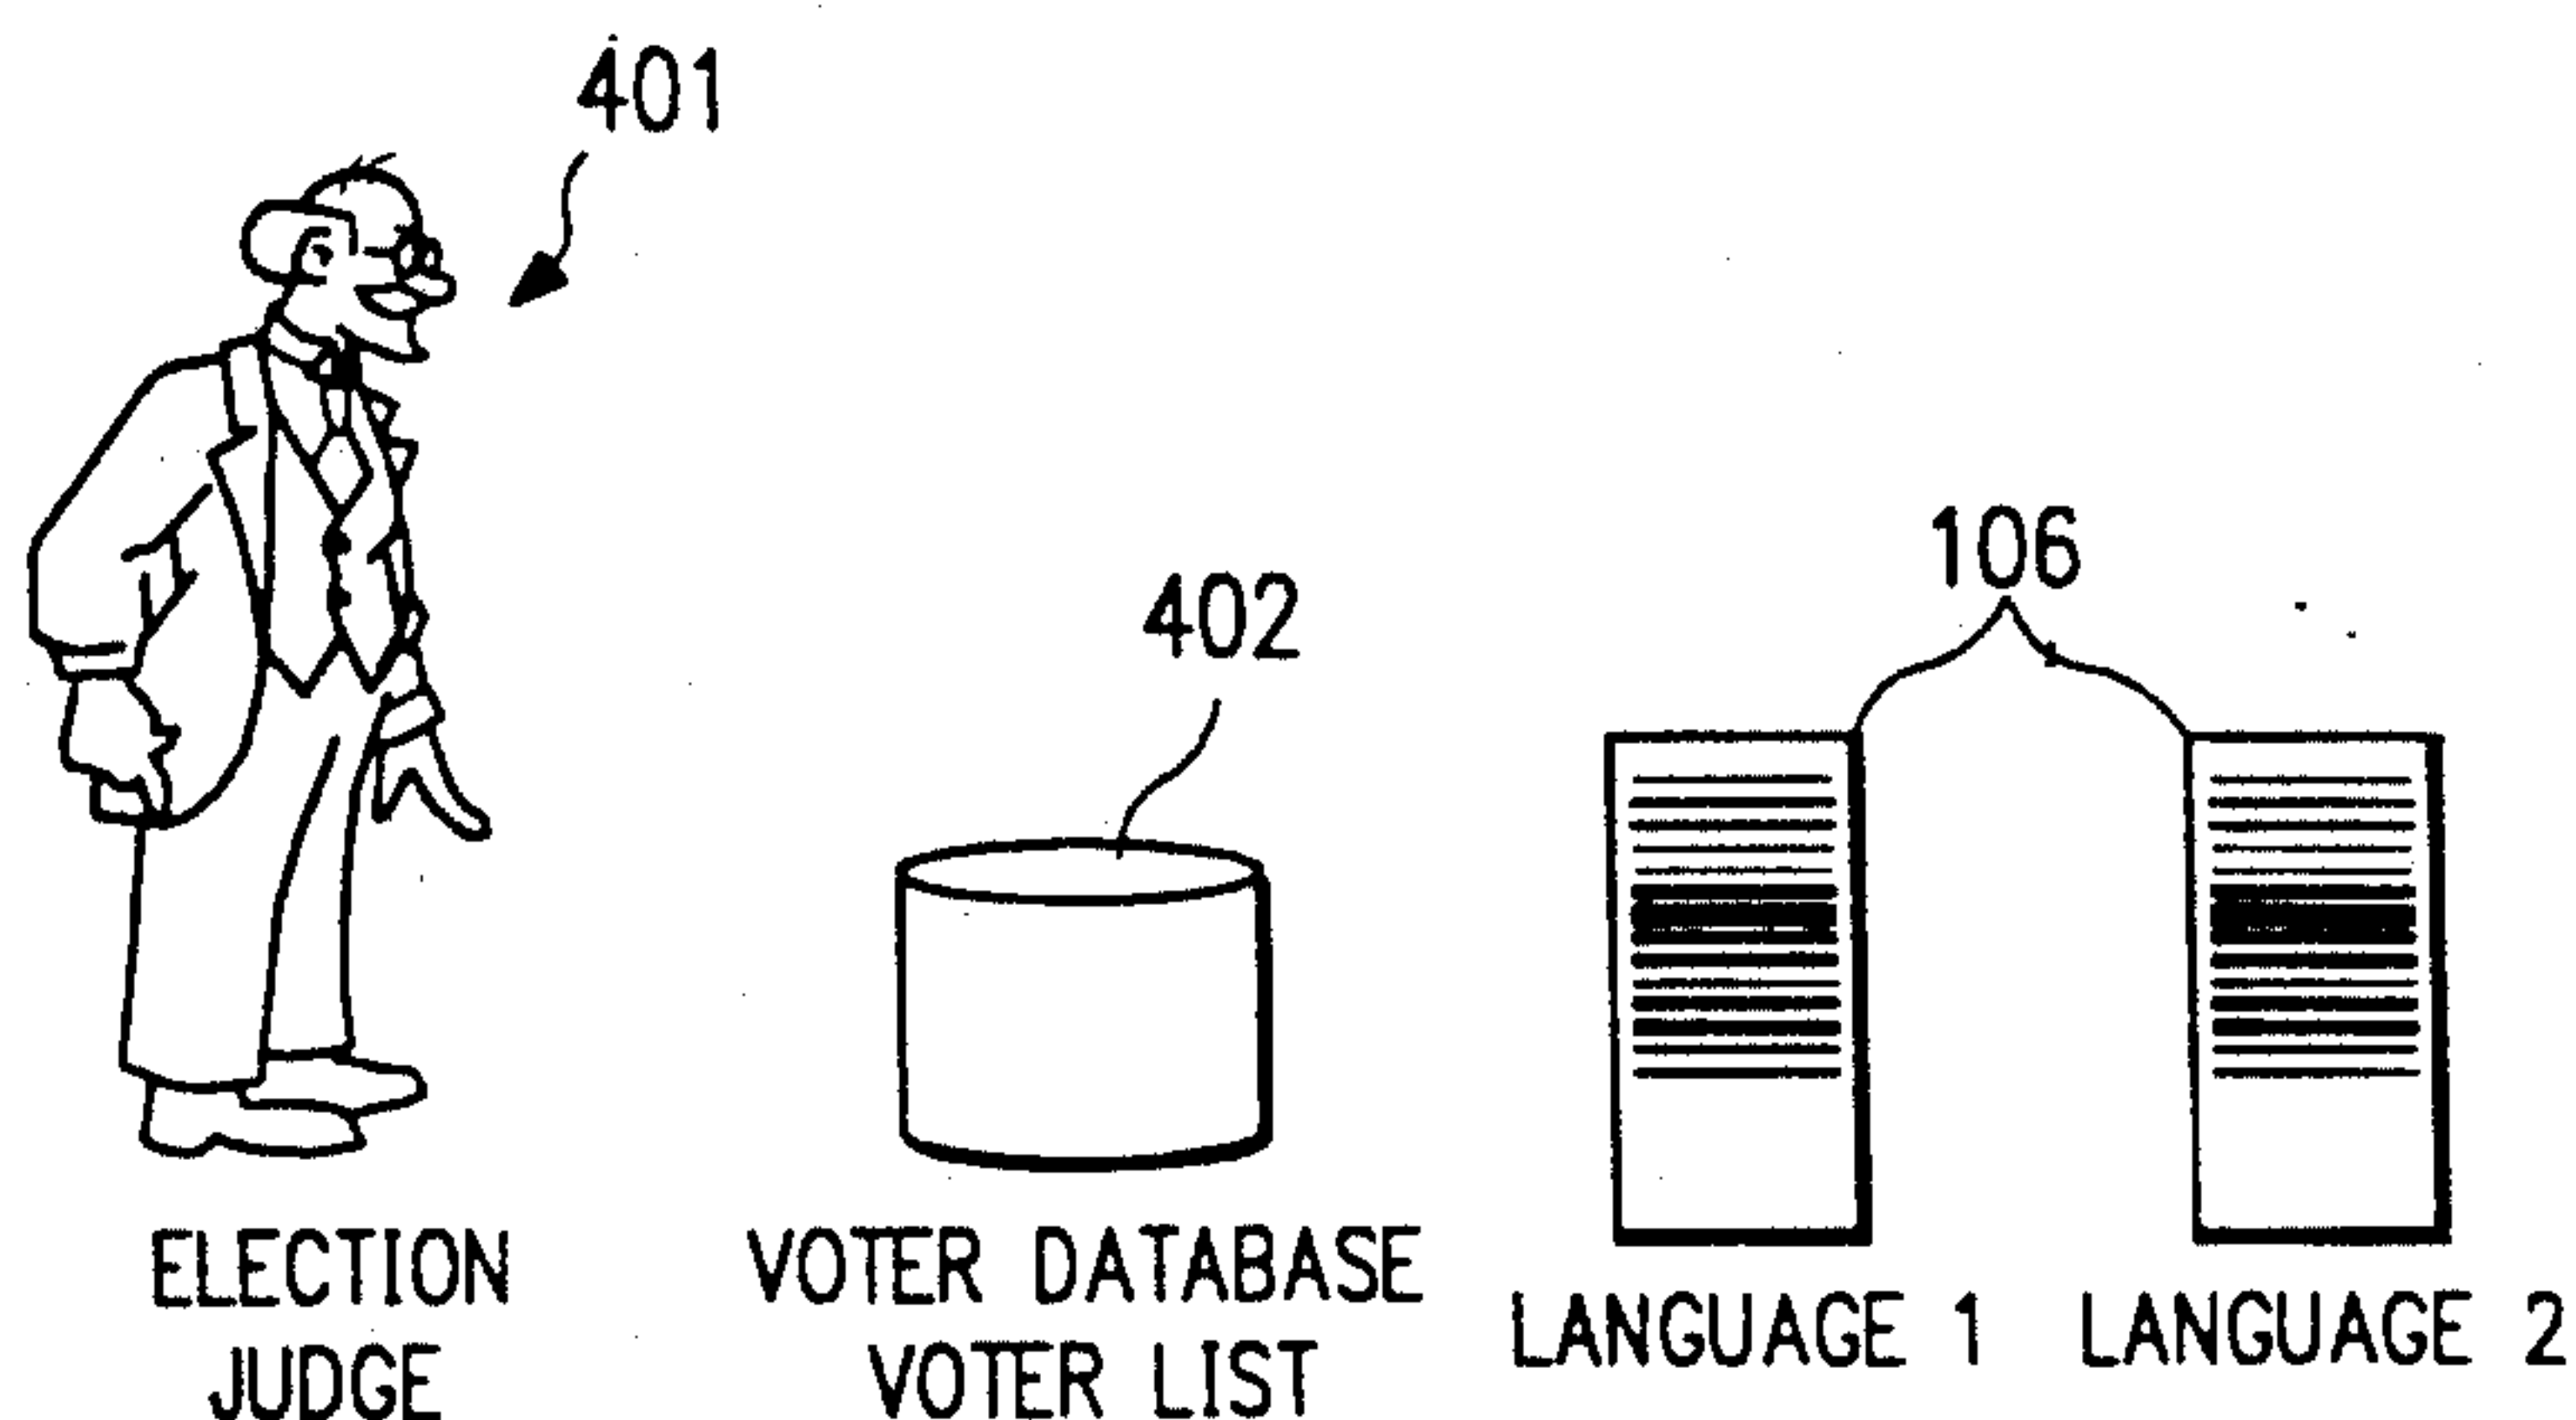 401
402
106
ELECTION
JUDGE
VOTER DATABASE
VOTER LIST
LANGUAGE 1
LANGUAGE 2